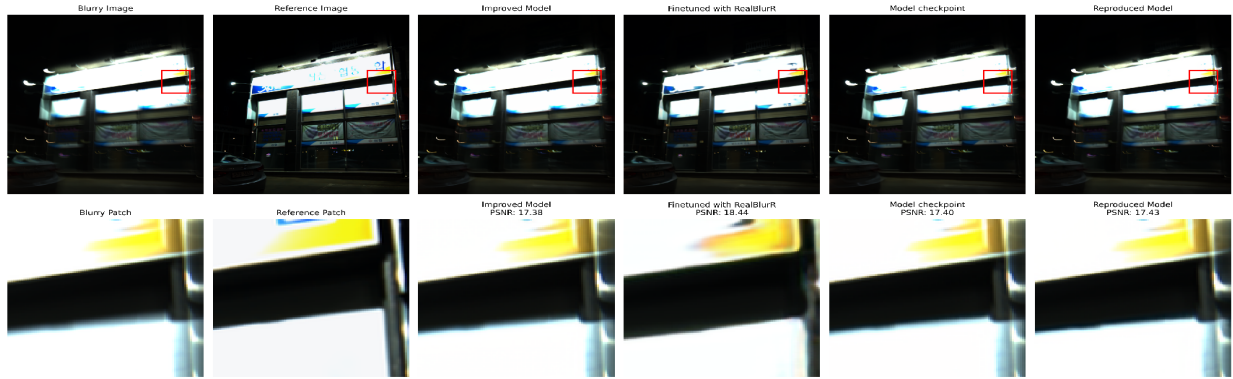 Blurry Image
Reference Image
Improved Model
Finetuned with RealBlurR
Model checkpoint
Reproduced Model
Blurry Patch
Reference Patch
Improved Model
PSNR: 17.38
Finetuned with RealBlurR
PSNR: 18.44
Model checkpoint
PSNR: 17.40
Reproduced Model
PSNR: 17.43